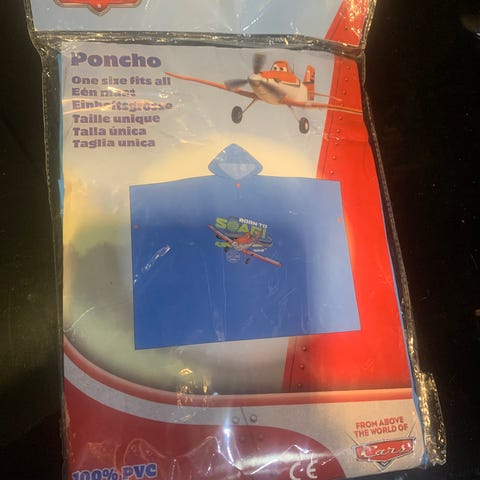 Poncho
One size fits all
Eén maat
Einheitsgrösse
Taille unique
Talla única
Taglia unica
BORN TO
SOAR!
FROM ABOVE
THE WORLD OF
Cars
100% PVC
CE